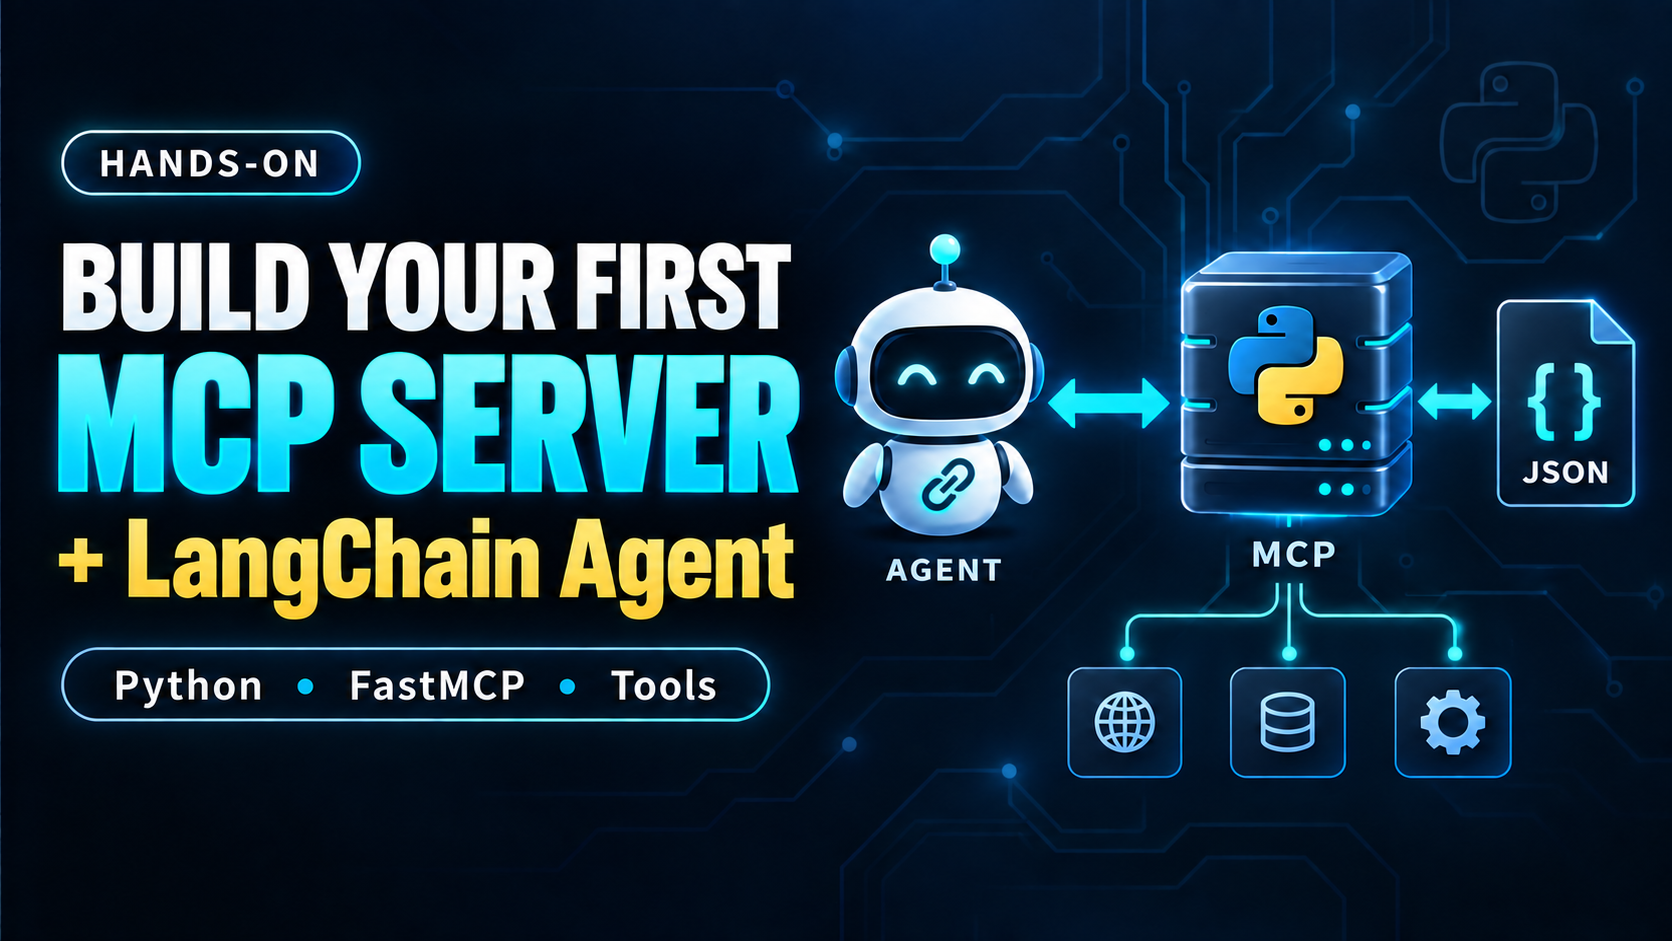 HANDS-ON
BUILD YOUR FIRST
MCP SERVER
+ LangChain Agent
Python • FastMCP • Tools
AGENT
MCP
{}
JSON